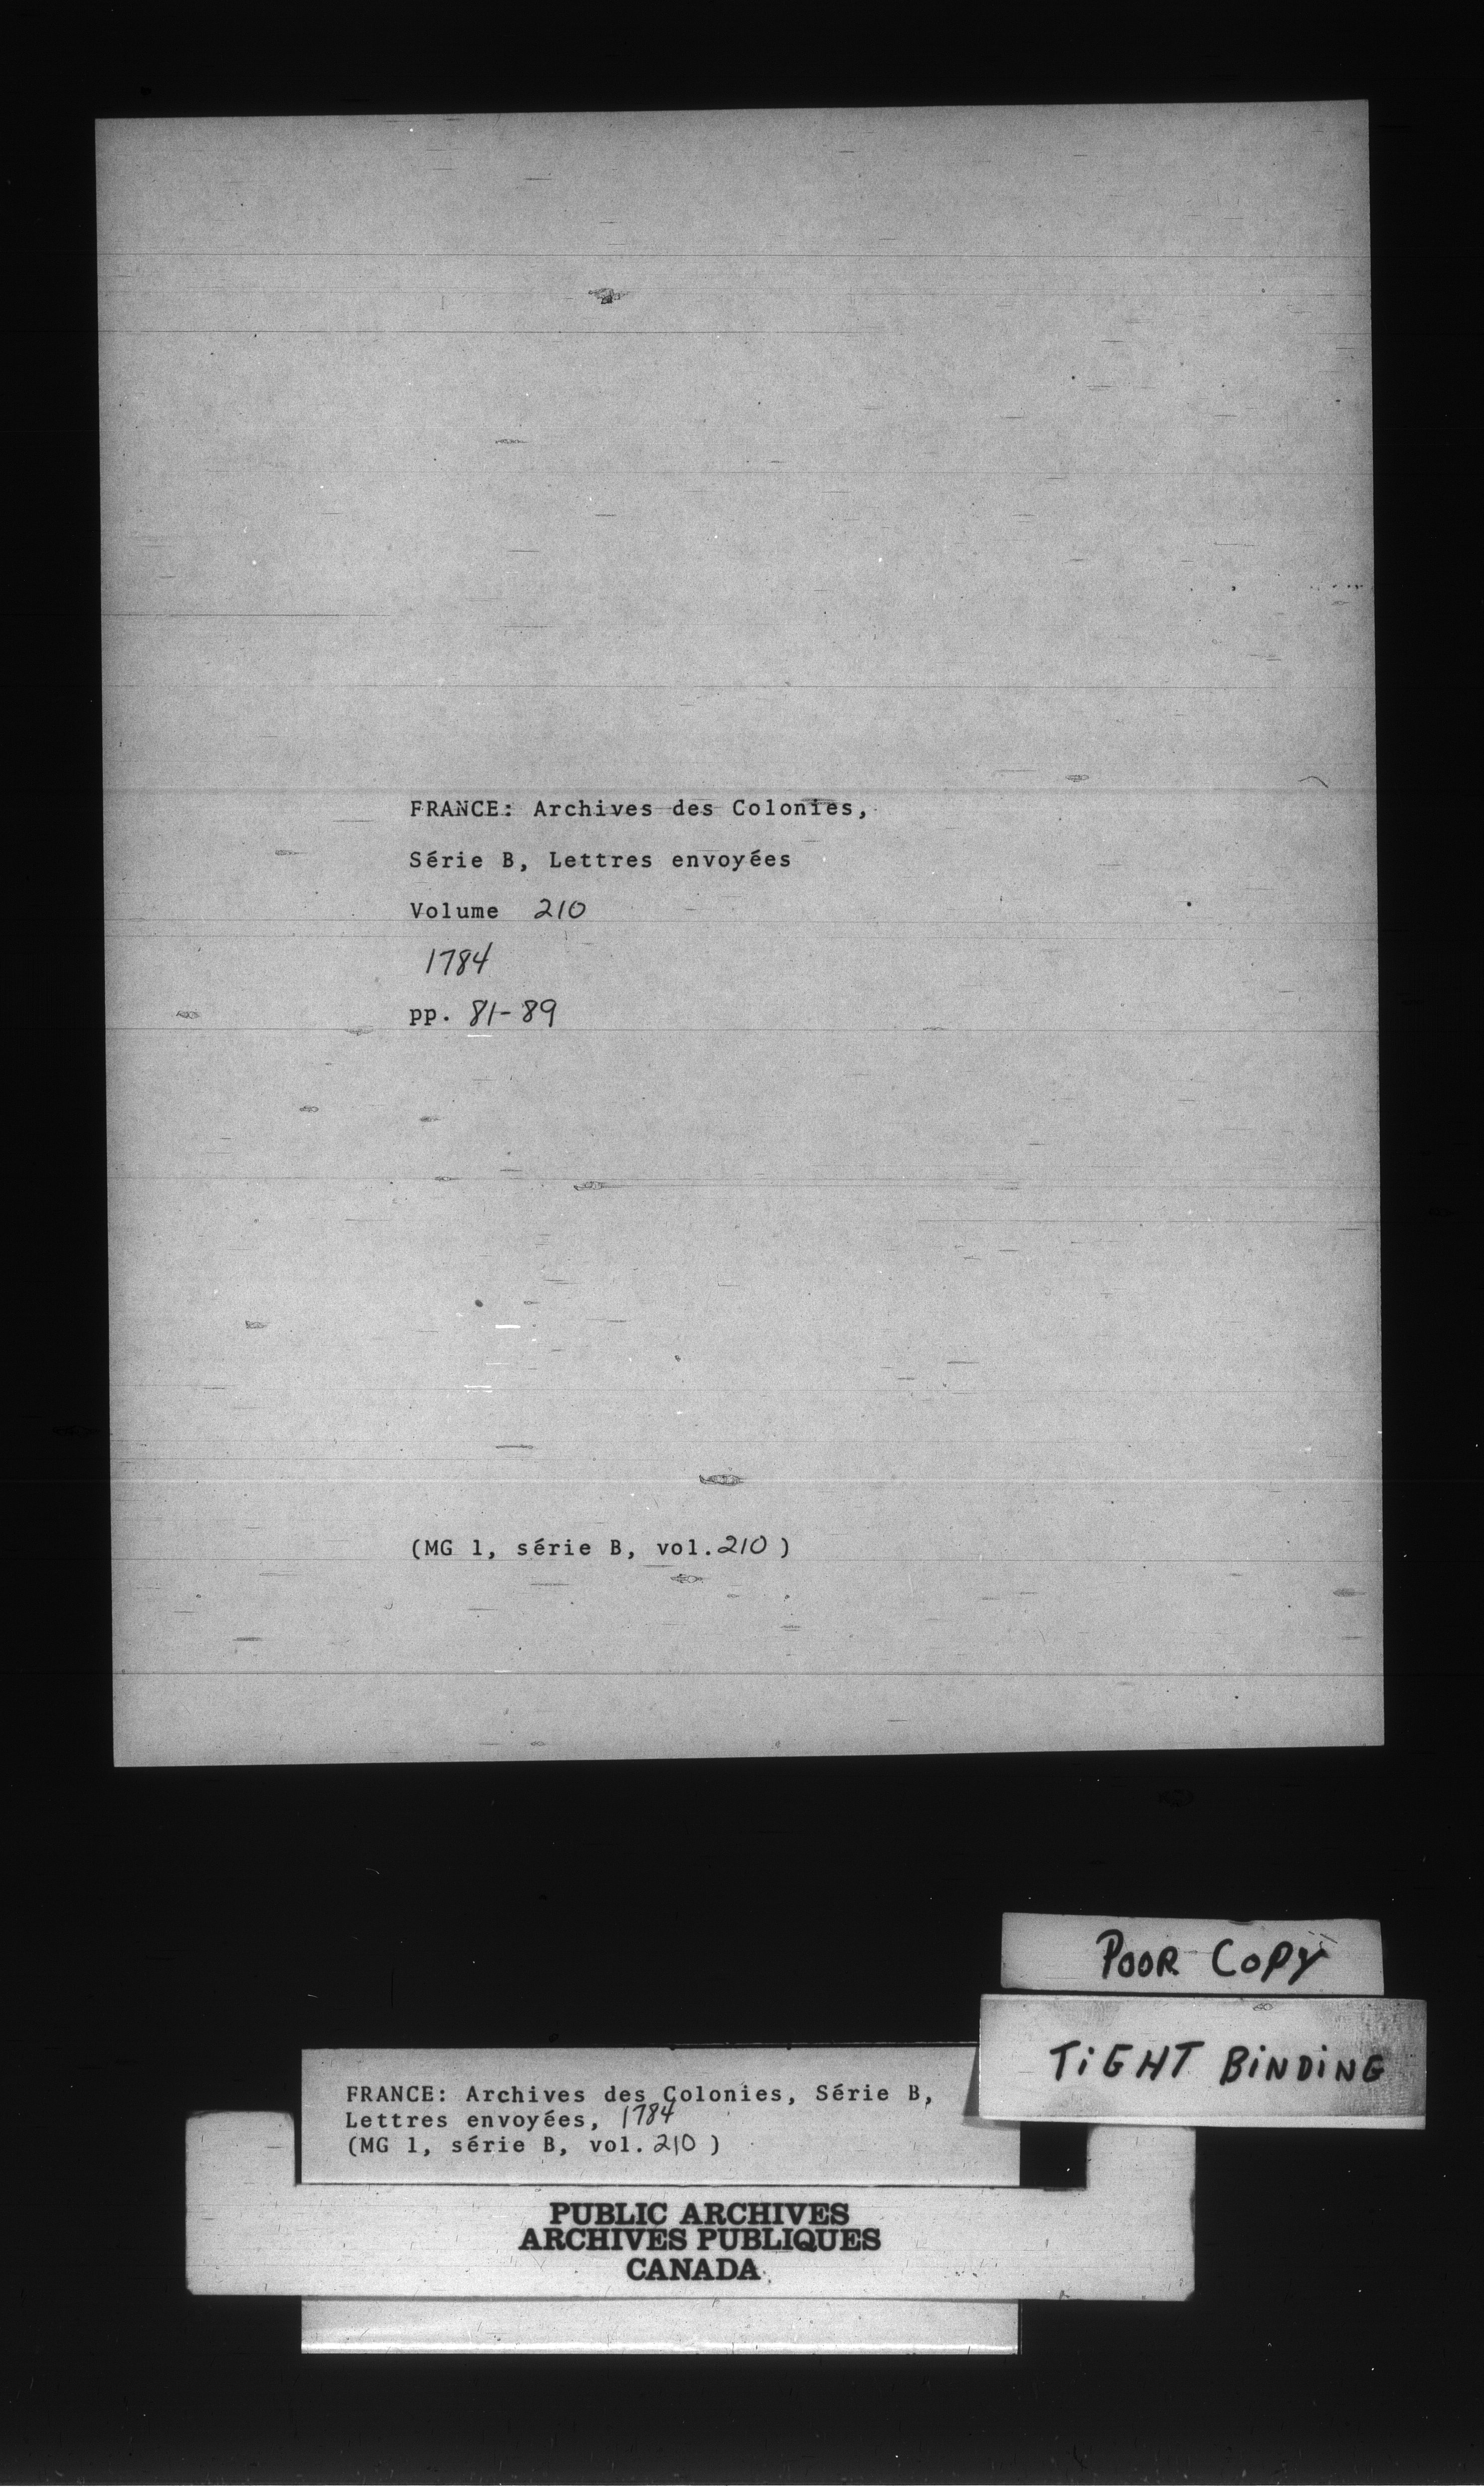 FRANCE: Archives des Colonies,
Série B, Lettres envoyées
Volume 210
1784
pp. 81-89
(MG 1, série B, vol. 210 )
POOR COPY
TiGHT BiNDiNG
FRANCE: Archives des Colonies, Série B,
Lettres envoyées, 1784
(MG 1, série B, vol. 210 )
PUBLIC ARCHIVES
ARCHIVES PUBLIQUES
CANADA